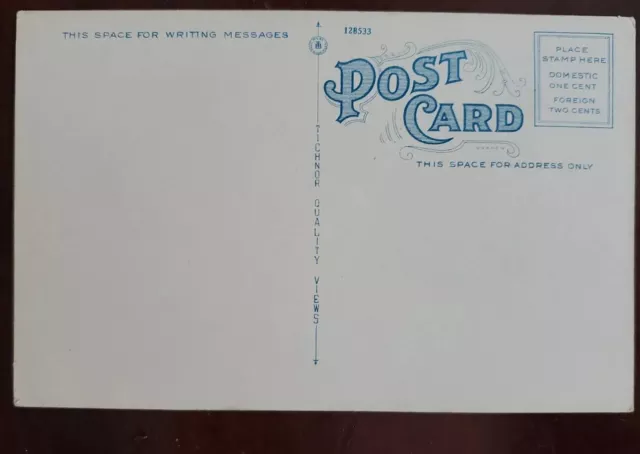 THIS SPACE FOR WRITING MESSAGES
128533
POST
CARD
PLACE
STAMP HERE
DOMESTIC
ONE CENT
FOREIGN
TWO CENTS
THIS SPACE FOR ADDRESS ONLY
TICHNOR QUALITY VIEWS